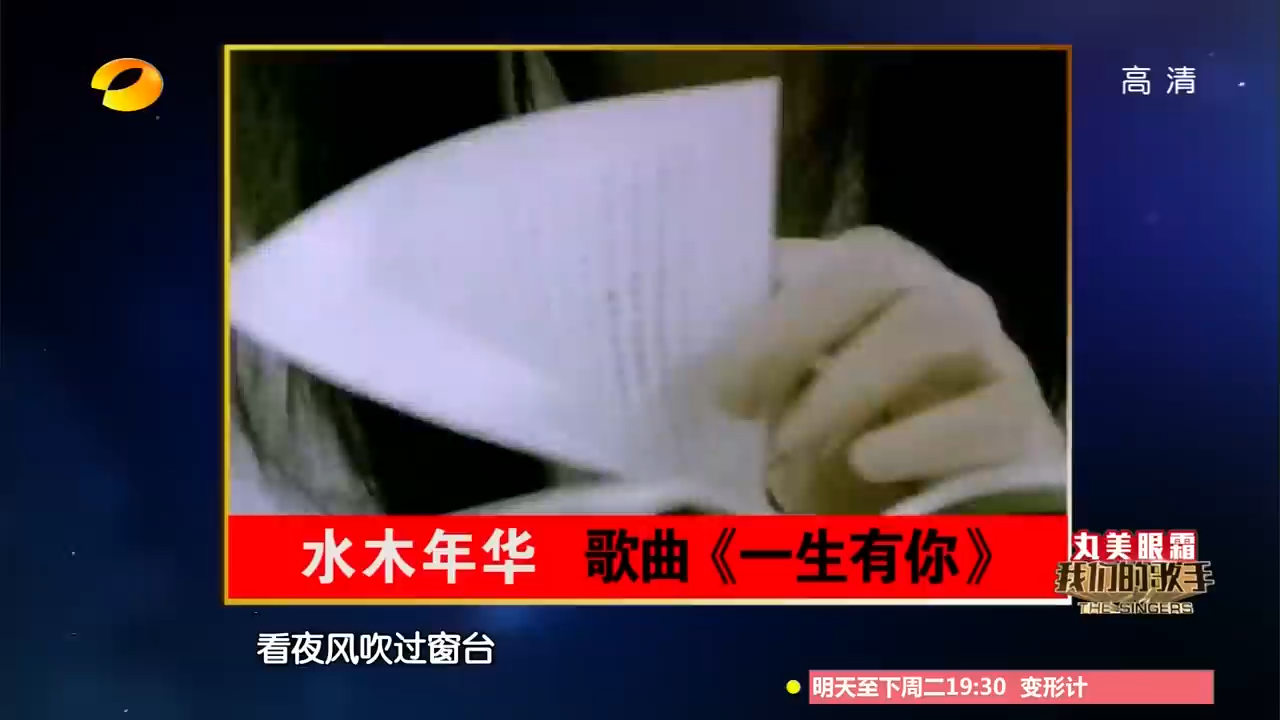 高清
水木年华 歌曲《一生有你》
丸美眼霜
我们的歌手
THE SINGERS
看夜风吹过窗台
明天至下周二19:30 变形计